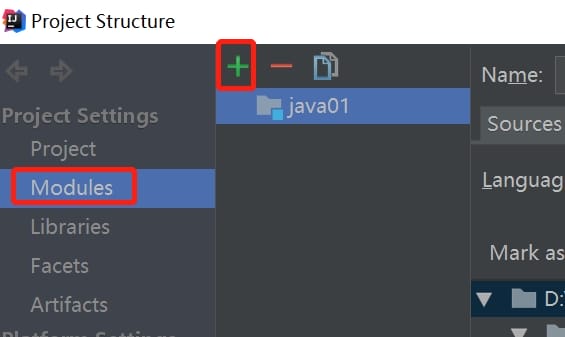 Project Structure
Project Settings
Project
Modules
Libraries
Facets
Artifacts
Platform Settings
java01
Name:
Sources
Languag
Mark as
D: